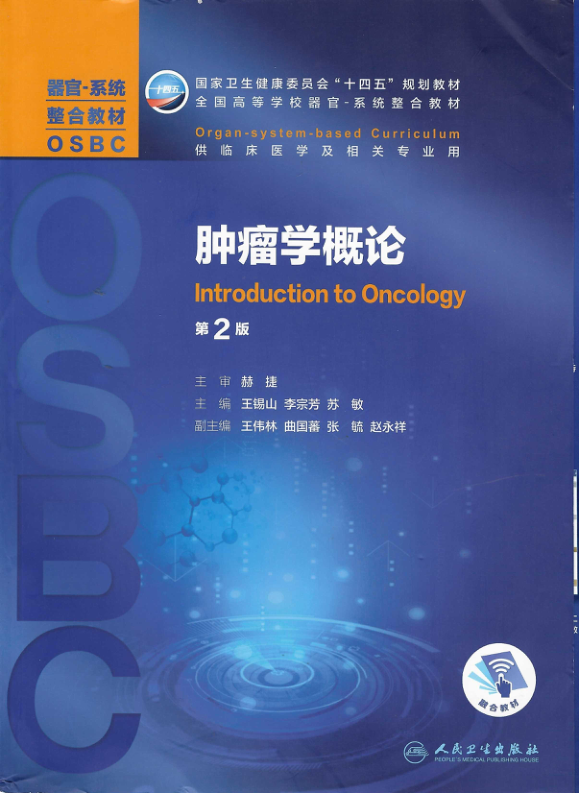 器官-系统
整合教材
OSBC
十四五
国家卫生健康委员会“十四五”规划教材
全国高等学校器官-系统整合教材
Organ-system-based Curriculum
供临床医学及相关专业用
OSBC
肿瘤学概论
Introduction to Oncology
第2版
主 审 赫 捷
主 编 王锡山 李宗芳 苏 敏
副主编 王伟林 曲国蕃 张 毓 赵永祥
融合教材
人民卫生出版社
PEOPLE'S MEDICAL PUBLISHING HOUSE